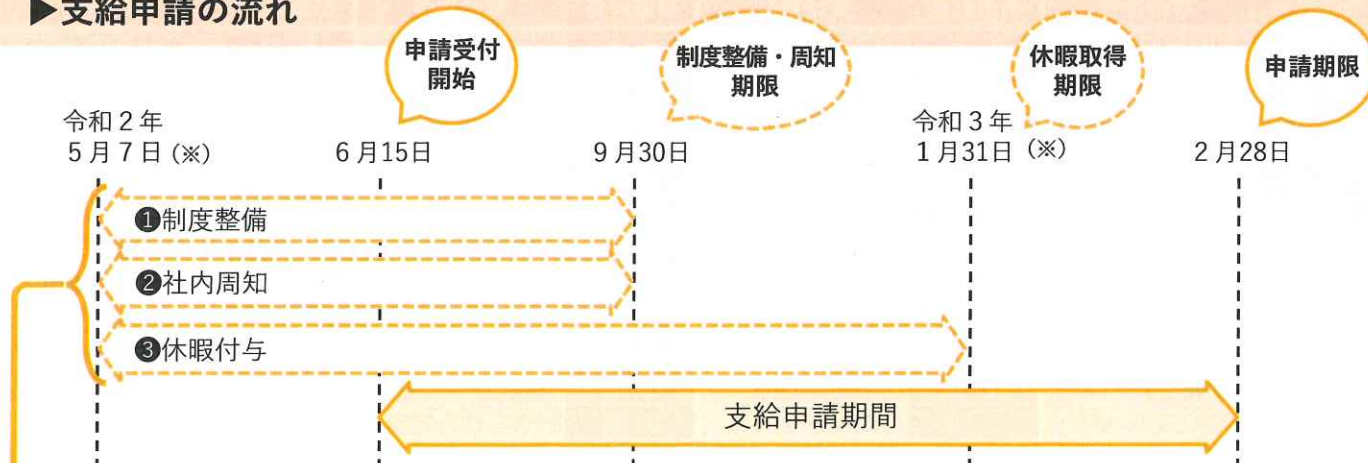 ▶支給申請の流れ
申請受付
開始
制度整備・周知
期限
休暇取得
期限
申請期限
令和2年
5月7日(※)
6月15日
9月30日
令和3年
1月31日(※)
2月28日
❶制度整備
❷社内周知
❸休暇付与
支給申請期間